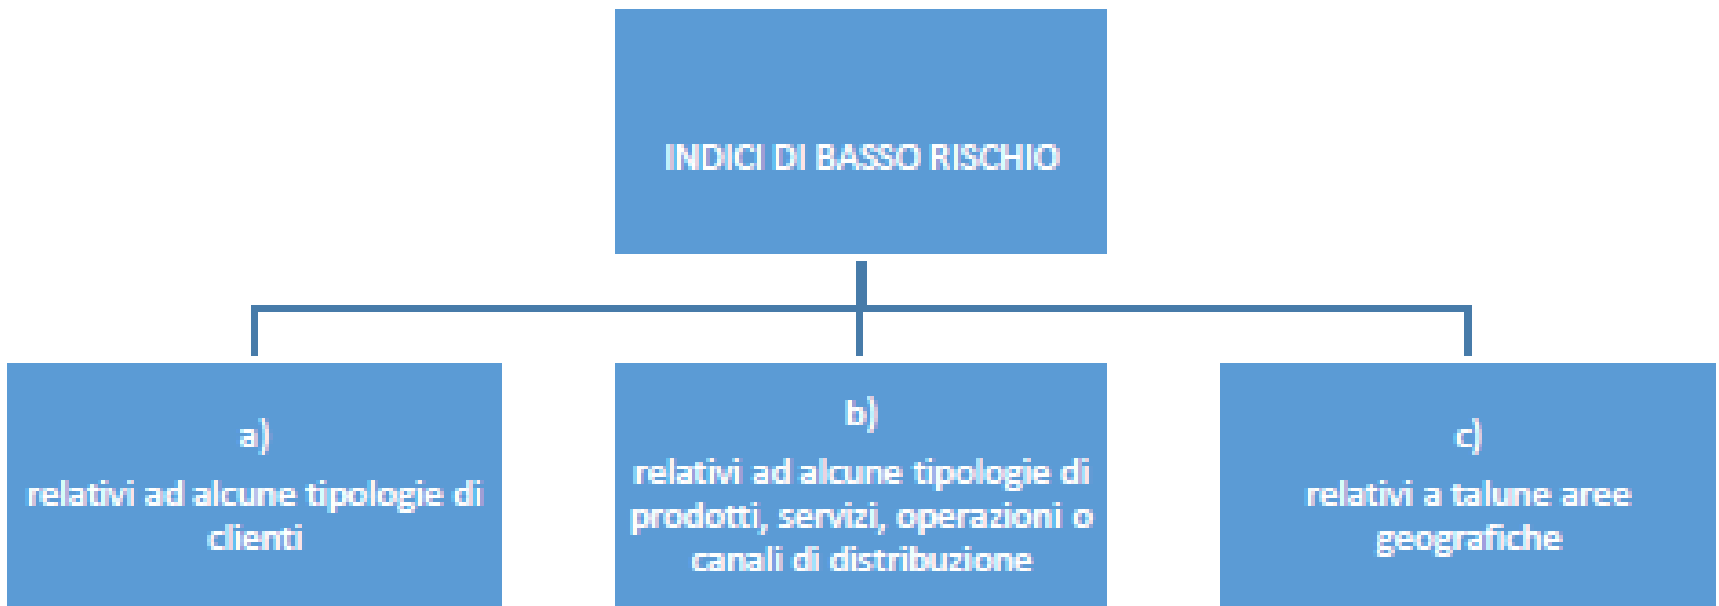 INDICI DI BASSO RISCHIO
a)
relativi ad alcune tipologie di
clienti
b)
relativi ad alcune tipologie di
prodotti, servizi, operazioni o
canali di distribuzione
c)
relativi a talune aree
geografiche